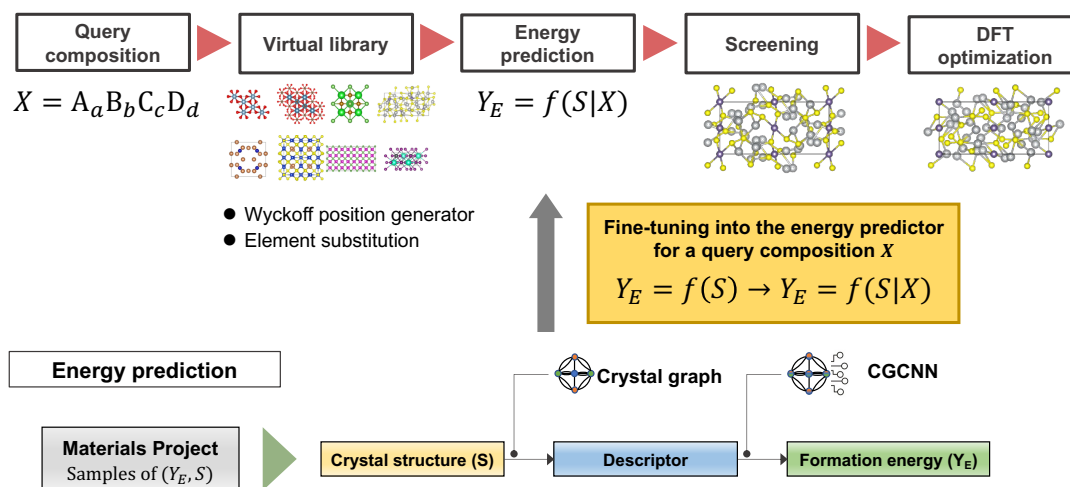 Query
composition
Virtual library
Energy
prediction
Screening
DFT
optimization
X = AₐB_bC_cD_d
Y_E = f(S|X)
● Wyckoff position generator
● Element substitution
Fine-tuning into the energy predictor
for a query composition X
Y_E = f(S) → Y_E = f(S|X)
Energy prediction
Crystal graph
CGCNN
Materials Project
Samples of (Y_E, S)
Crystal structure (S)
Descriptor
Formation energy (Y_E)